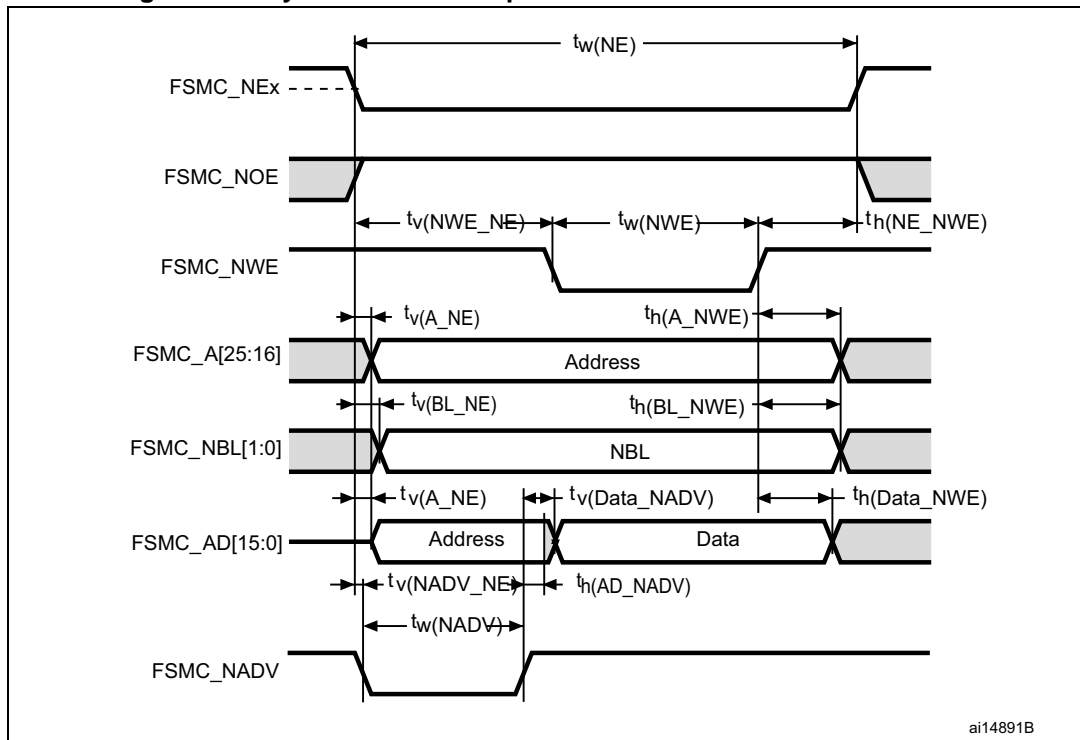 tw(NE)
FSMC_NEx
FSMC_NOE
tv(NWE_NE) tw(NWE) th(NE_NWE)
FSMC_NWE
tv(A_NE) th(A_NWE)
FSMC_A[25:16] Address
tv(BL_NE) th(BL_NWE)
FSMC_NBL[1:0] NBL
tv(A_NE) tv(Data_NADV) th(Data_NWE)
FSMC_AD[15:0] Address Data
tv(NADV_NE) th(AD_NADV)
tw(NADV)
FSMC_NADV
ai14891B